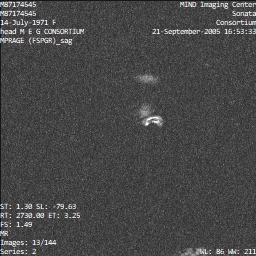 M87174545
M87174545
14-July-1971 F
head M E G CONSORTIUM
MPRAGE (FSPGR)_sag
MIND Imaging Center
Sonata
Consortium
21-September-2005 16:53:33
ST: 1.30 SL: -79.63
RT: 2730.00 ET: 3.25
FS: 1.49
MR
Images: 13/144
Series: 2
WL: 86 WW: 211